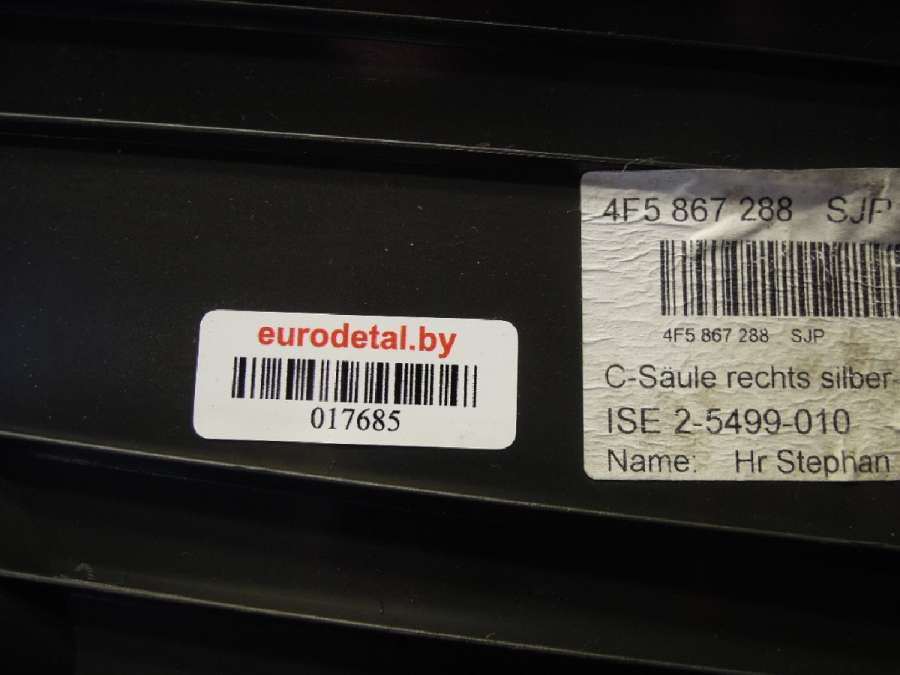 eurodetal.by
017685
4F5 867 288 SJP
4F5 867 288 SJP
C-Säule rechts silber-
ISE 2-5499-010
Name: Hr Stephan